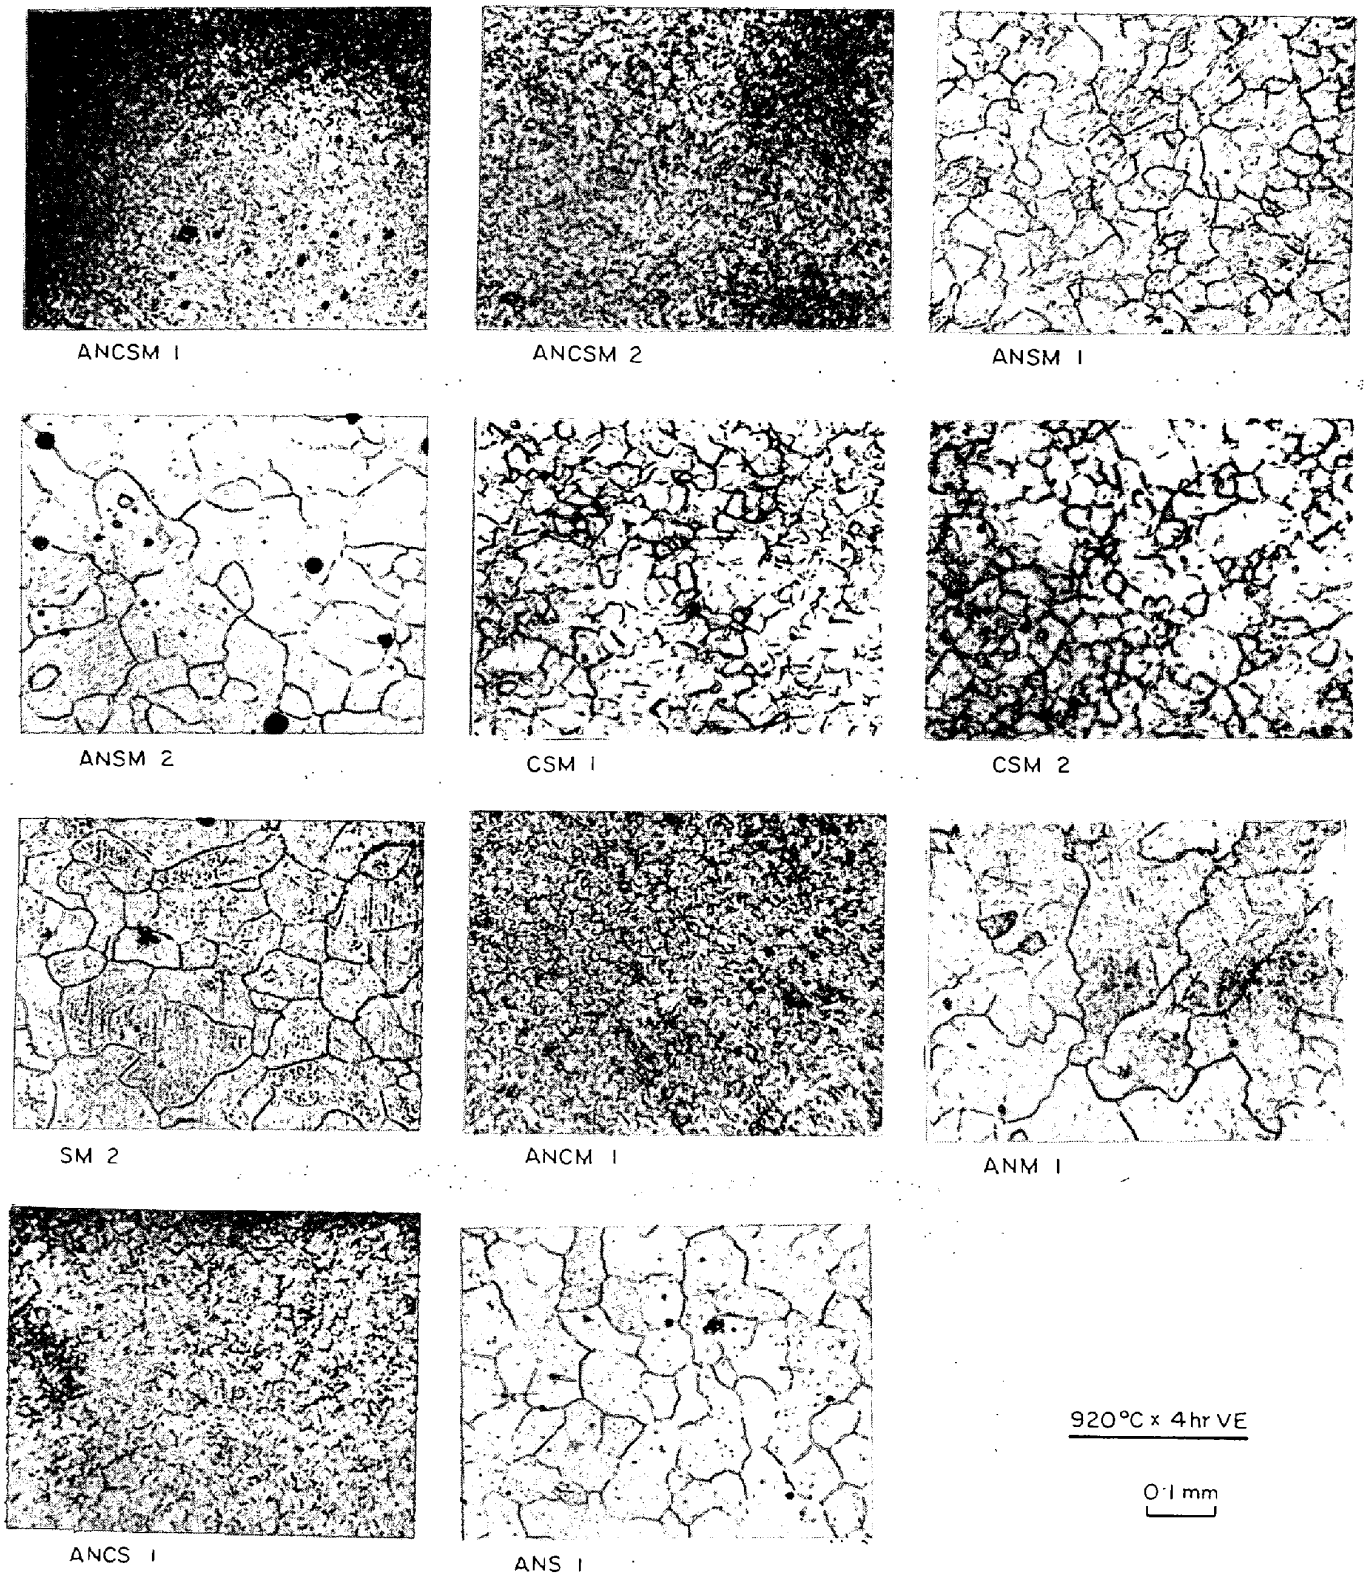 ANCSM 1
ANCSM 2
ANSM 1
ANSM 2
CSM 1
CSM 2
SM 2
ANCM 1
ANM 1
920°C x 4hr VE
0·1 mm
ANCS 1
ANS 1